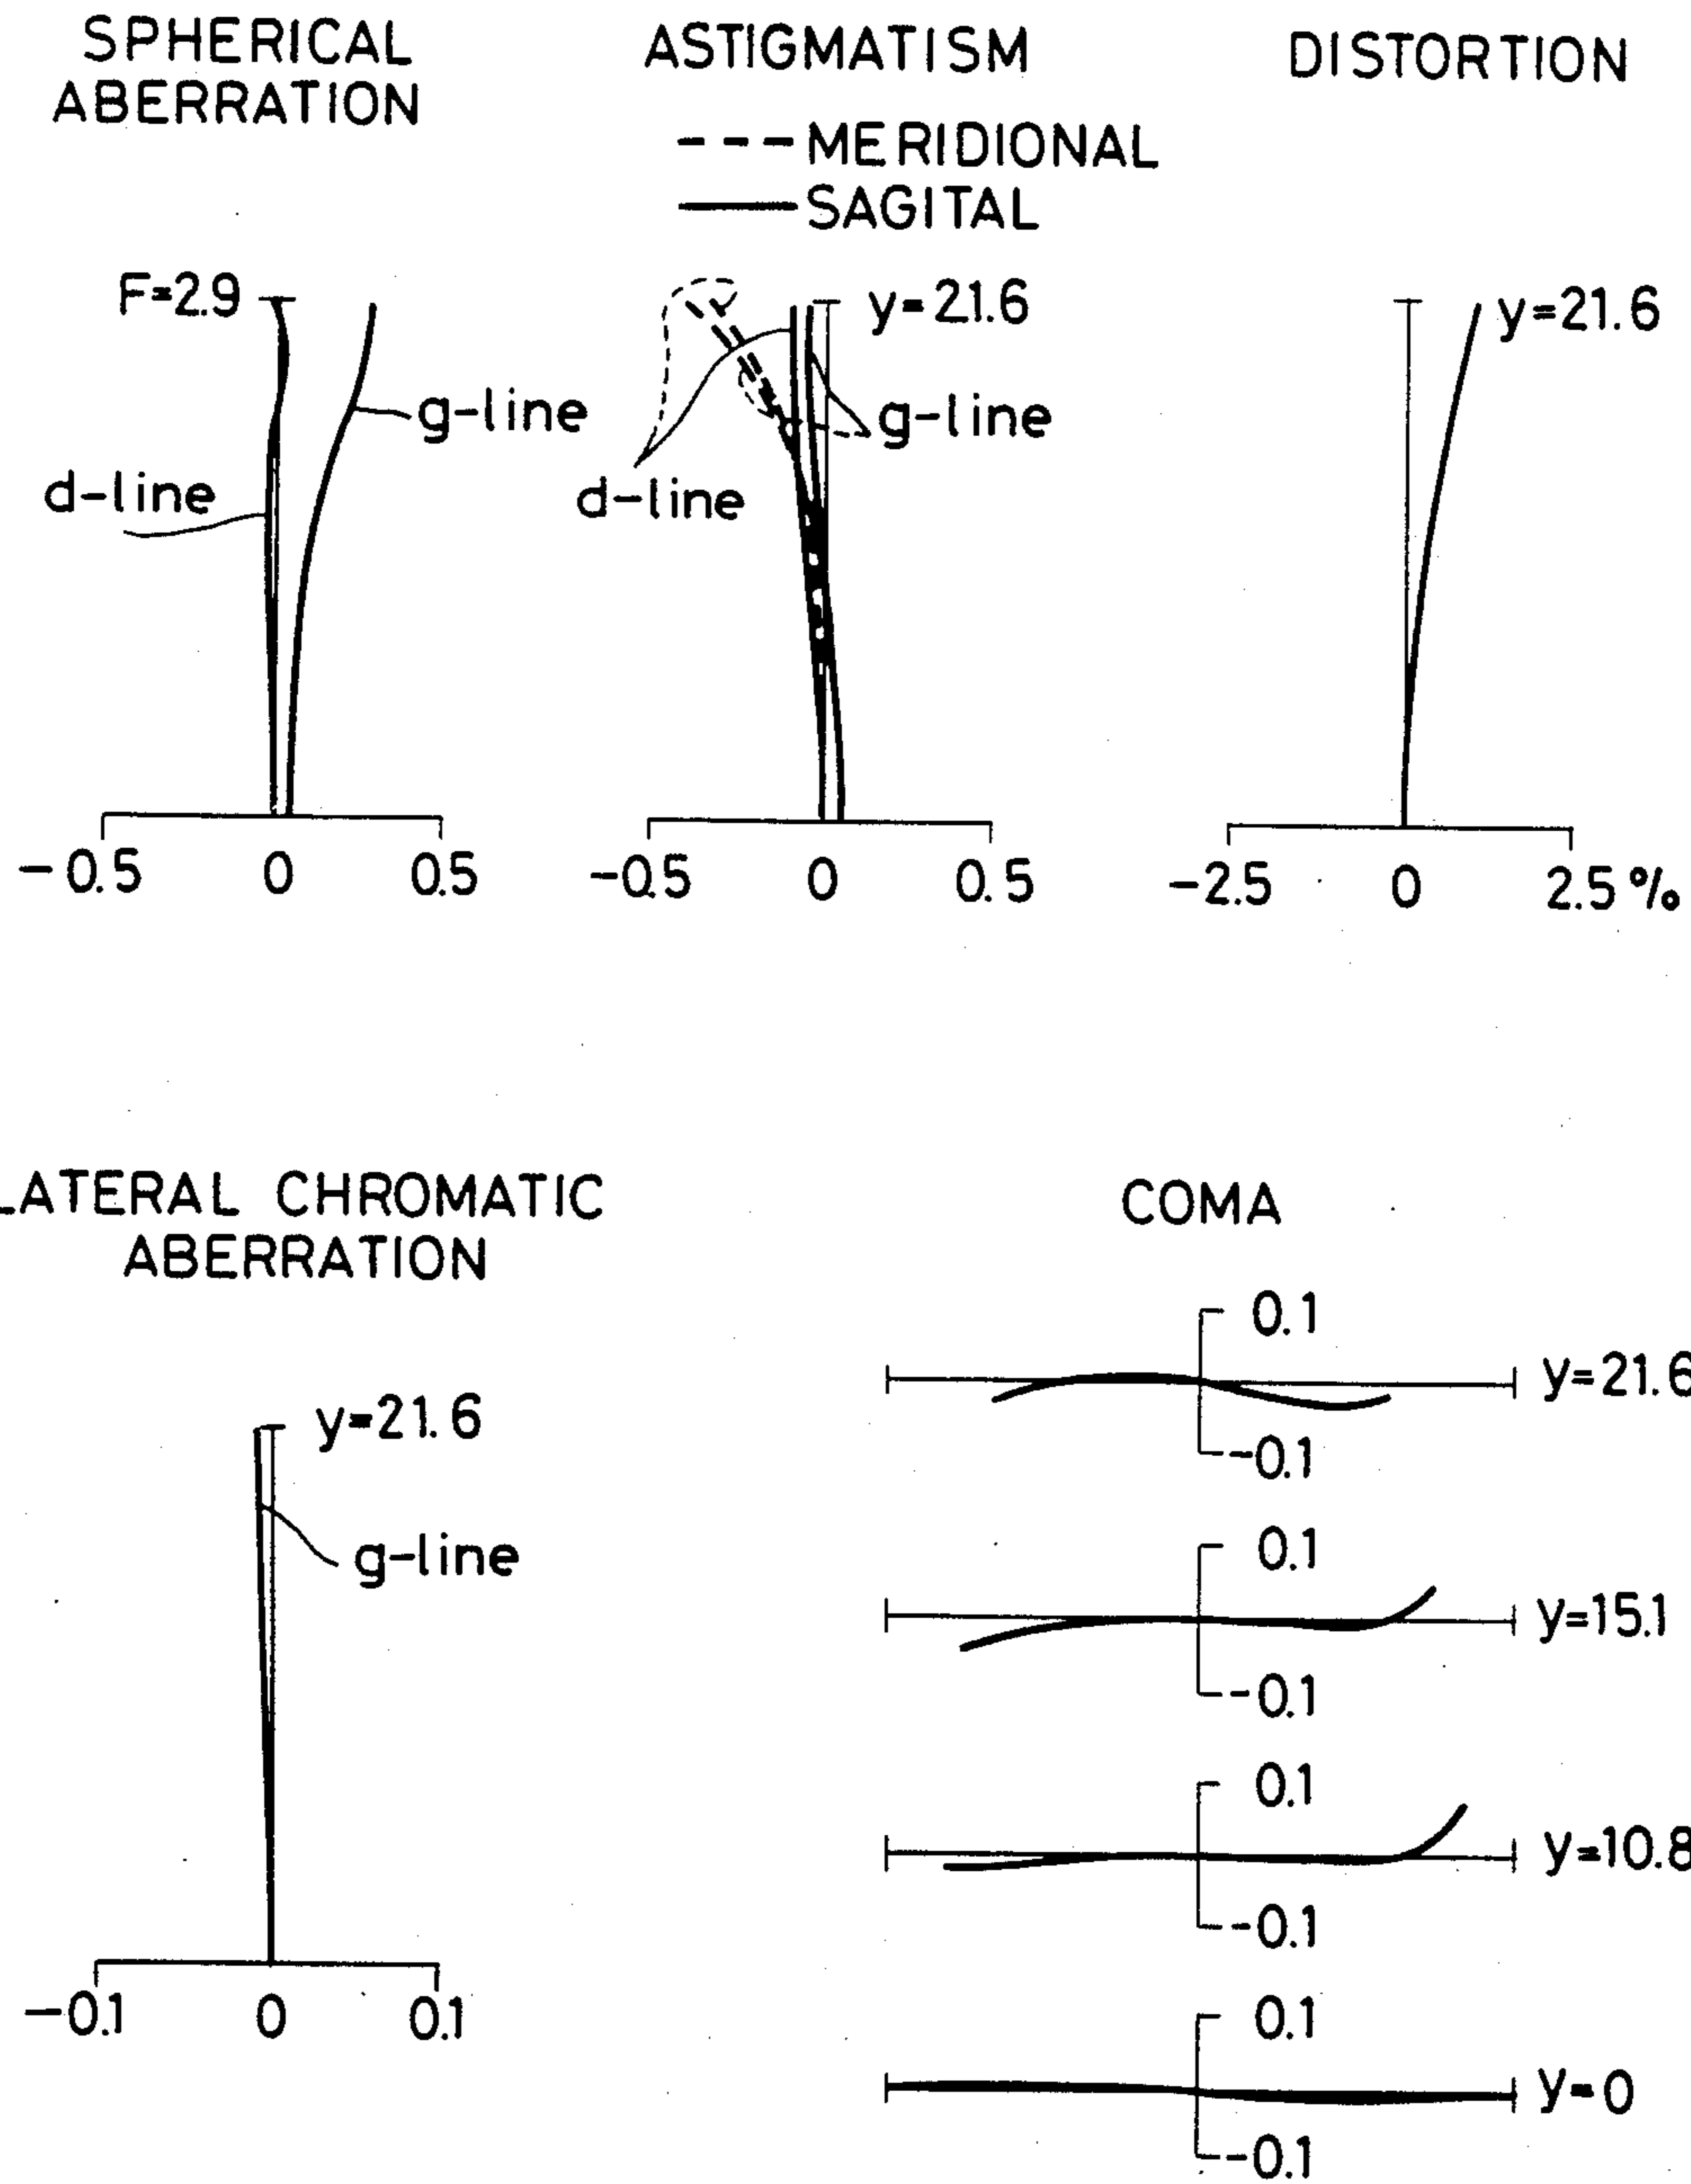 SPHERICAL
ABERRATION
ASTIGMATISM
--- MERIDIONAL
— SAGITAL
DISTORTION
F=2.9
g-line
d-line
-0.5 0 0.5
y=21.6
g-line
d-line
-0.5 0 0.5
y=21.6
-2.5 0 2.5%
LATERAL CHROMATIC
ABERRATION
y=21.6
g-line
-0.1 0 0.1
COMA
0.1
y=21.6
-0.1
0.1
y=15.1
-0.1
0.1
y=10.8
-0.1
0.1
y=0
-0.1